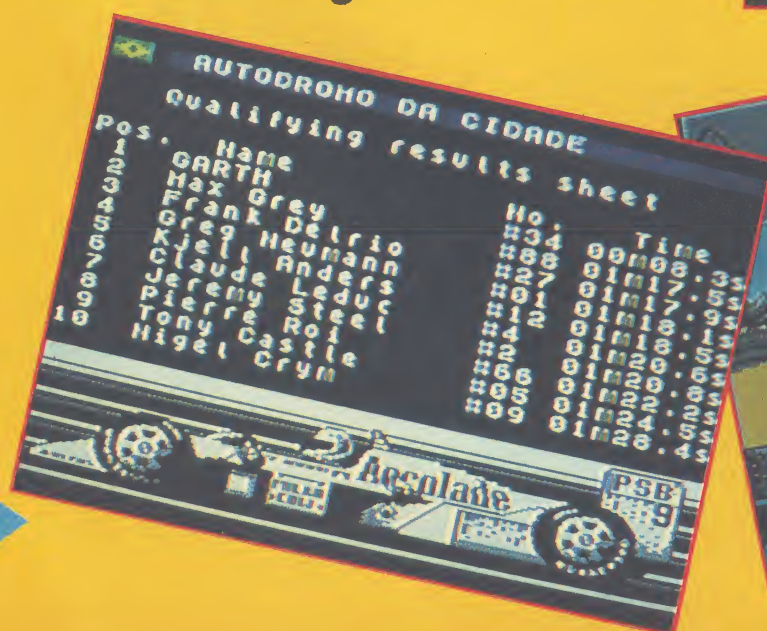 AUTODROMO DA CIDADE
Qualifying results sheet
Pos. Name No. Time
1 GARTH #34 00m08.3s
2 Max Grey #88 01m17.5s
3 Frank Delrio #27 01m17.9s
4 Greg Neumann #01 01m18.1s
5 Kjell Anders #12 01m18.5s
6 Claude Leduc #4 01m20.6s
7 Jeremy Steel #2 01m20.8s
8 Pierre Roi #66 01m22.2s
9 Tony Castle #05 01m24.5s
10 Nigel Crym #09 01m28.4s
Accolade
PSB
9